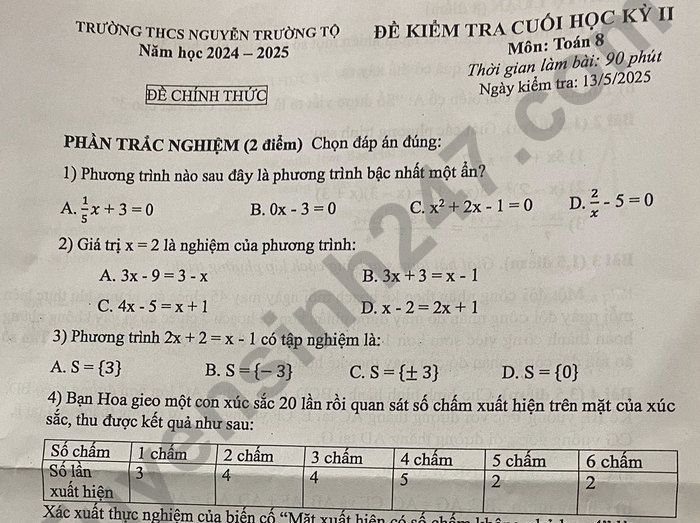 TRƯỜNG THCS NGUYỄN TRƯỜNG TỘ
Năm học 2024 – 2025
ĐỀ CHÍNH THỨC
ĐỀ KIỂM TRA CUỐI HỌC KỲ II
Môn: Toán 8
Thời gian làm bài: 90 phút
Ngày kiểm tra: 13/5/2025
PHẦN TRẮC NGHIỆM (2 điểm) Chọn đáp án đúng:
1) Phương trình nào sau đây là phương trình bậc nhất một ẩn?
A. 1/5 x + 3 = 0 B. 0x - 3 = 0 C. x² + 2x - 1 = 0 D. 2/x - 5 = 0
2) Giá trị x = 2 là nghiệm của phương trình:
A. 3x - 9 = 3 - x B. 3x + 3 = x - 1
C. 4x - 5 = x + 1 D. x - 2 = 2x + 1
3) Phương trình 2x + 2 = x - 1 có tập nghiệm là:
A. S = {3} B. S = {− 3} C. S = {± 3} D. S = {0}
4) Bạn Hoa gieo một con xúc sắc 20 lần rồi quan sát số chấm xuất hiện trên mặt của xúc
sắc, thu được kết quả như sau:
Số chấm 1 chấm 2 chấm 3 chấm 4 chấm 5 chấm 6 chấm
Số lần xuất hiện 3 4 4 5 2 2
Xác xuất thực nghiệm của biến cố “Mặt xuất hiện có số chấm
tuyensinh247.com